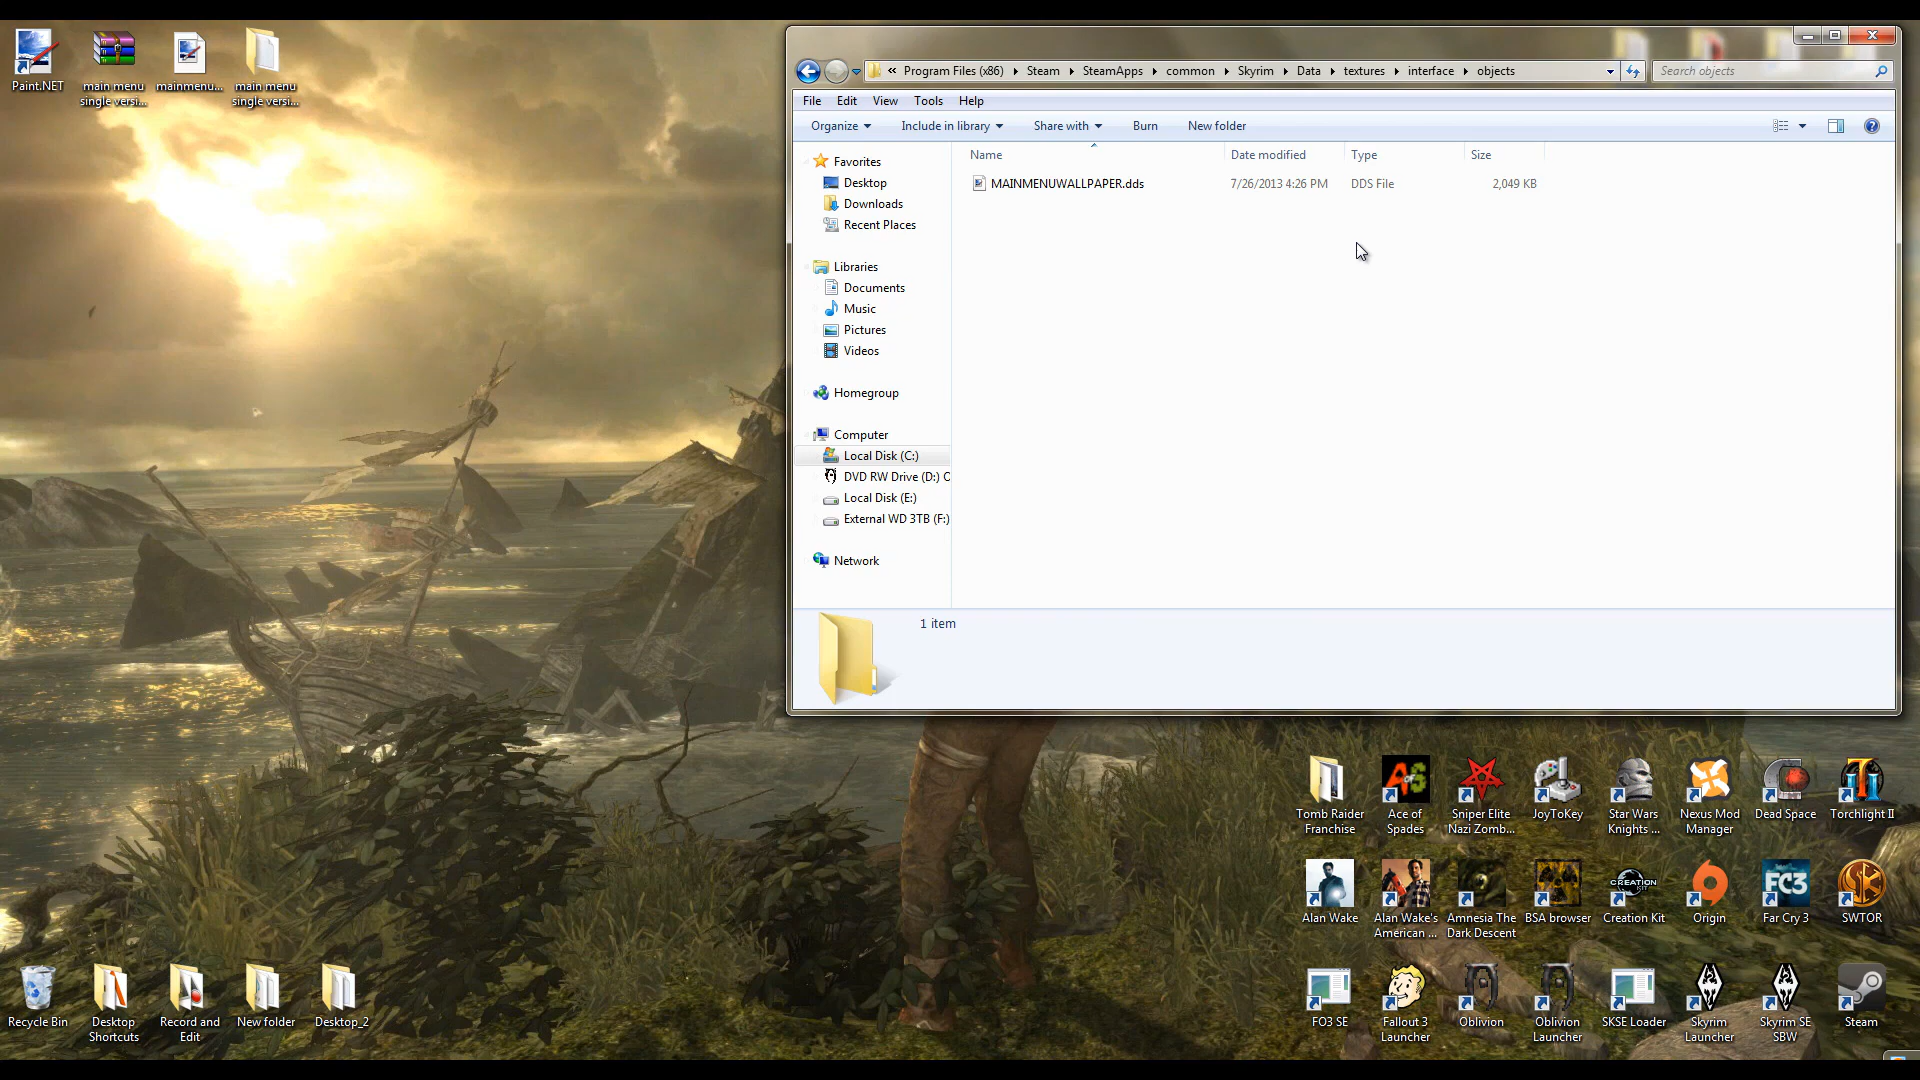 Paint.NET
main menu
single versi...
mainmenu...
main menu
single versi...
« Program Files (x86) Steam SteamApps common Skyrim Data textures interface objects
Search objects
File Edit View Tools Help
Organize Include in library Share with Burn New folder
Name Date modified Type Size
MAINMENUWALLPAPER.dds 7/26/2013 4:26 PM DDS File 2,049 KB
Favorites
Desktop
Downloads
Recent Places
Libraries
Documents
Music
Pictures
Videos
Homegroup
Computer
Local Disk (C:)
DVD RW Drive (D:) O
Local Disk (E:)
External WD 3TB (F:)
Network
1 item
Tomb Raider
Franchise
Ace of
Spades
Sniper Elite
Nazi Zomb...
JoyToKey
Star Wars
Knights ...
Nexus Mod
Manager
Dead Space
Torchlight II
Alan Wake
Alan Wake's
American ...
Amnesia The
Dark Descent
BSA browser
CREATION
KIT
Creation Kit
Origin
FC3
Far Cry 3
SWTOR
FO3 SE
Fallout 3
Launcher
Oblivion
Oblivion
Launcher
SKSE Loader
Skyrim
Launcher
Skyrim SE
SBW
Steam
Recycle Bin
Desktop
Shortcuts
Record and
Edit
New folder
Desktop_2